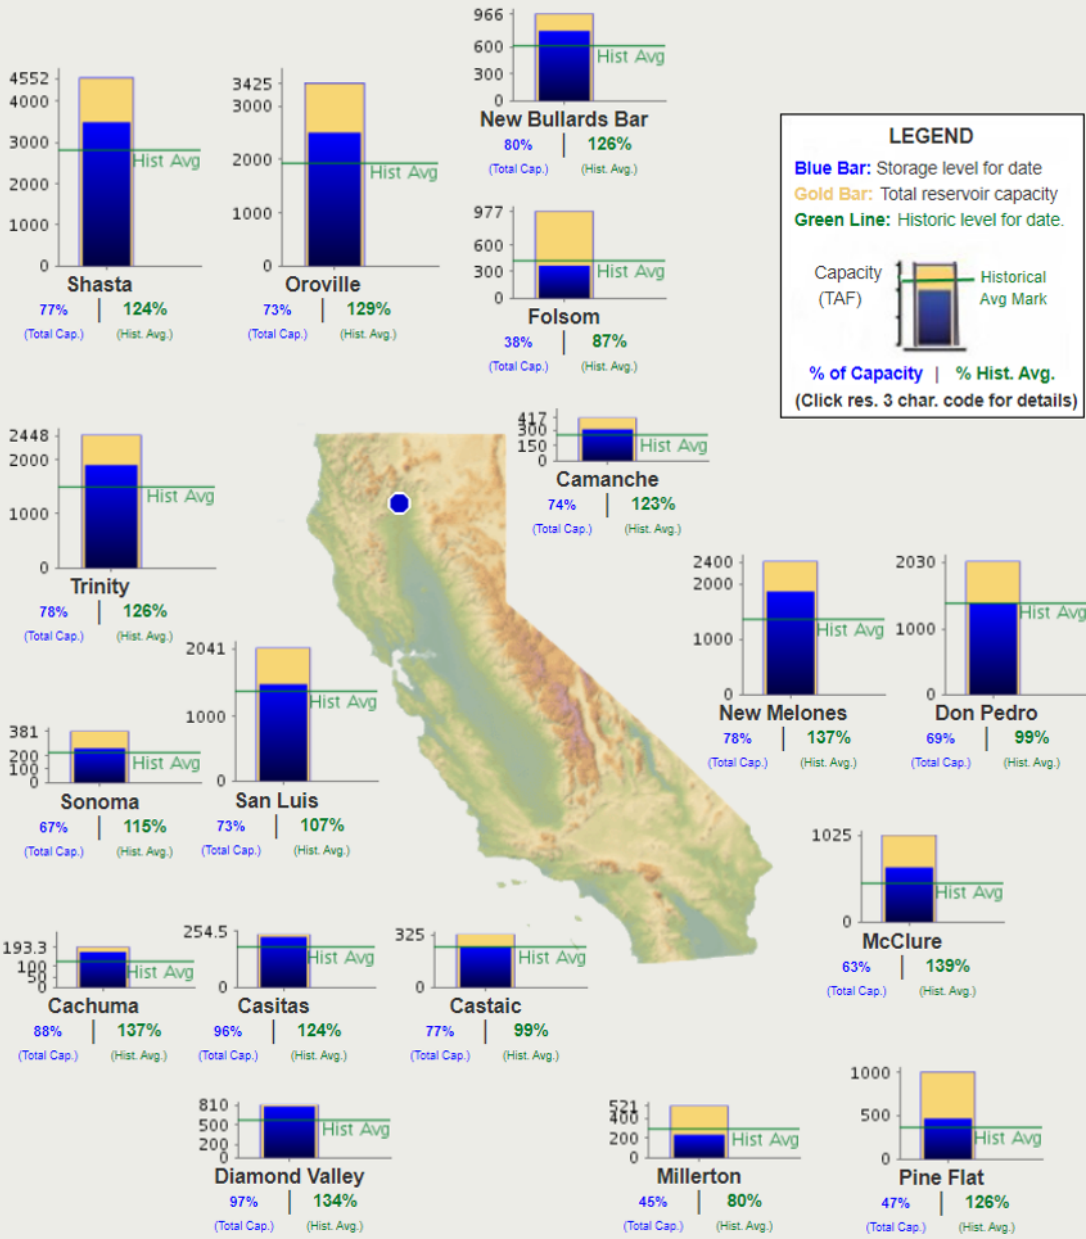 966
600
300
0
Hist Avg
New Bullards Bar
80% | 126%
(Total Cap.) (Hist. Avg.)
4552
4000
3000
2000
1000
0
Hist Avg
Shasta
77% | 124%
(Total Cap.) (Hist. Avg.)
3425
3000
2000
1000
0
Hist Avg
Oroville
73% | 129%
(Total Cap.) (Hist. Avg.)
977
600
300
0
Hist Avg
Folsom
38% | 87%
(Total Cap.) (Hist. Avg.)
LEGEND
Blue Bar: Storage level for date
Gold Bar: Total reservoir capacity
Green Line: Historic level for date.
Capacity
(TAF)
Historical
Avg Mark
% of Capacity | % Hist. Avg.
(Click res. 3 char. code for details)
417
300
150
0
Hist Avg
Camanche
74% | 123%
(Total Cap.) (Hist. Avg.)
2448
2000
1000
0
Hist Avg
Trinity
78% | 126%
(Total Cap.) (Hist. Avg.)
2400
2000
1000
0
Hist Avg
New Melones
78% | 137%
(Total Cap.) (Hist. Avg.)
2030
1000
0
Hist Avg
Don Pedro
69% | 99%
(Total Cap.) (Hist. Avg.)
381
200
100
0
Hist Avg
Sonoma
67% | 115%
(Total Cap.) (Hist. Avg.)
2041
1000
0
Hist Avg
San Luis
73% | 107%
(Total Cap.) (Hist. Avg.)
1025
0
Hist Avg
McClure
63% | 139%
(Total Cap.) (Hist. Avg.)
193.3
100
50
0
Hist Avg
Cachuma
88% | 137%
(Total Cap.) (Hist. Avg.)
254.5
0
Hist Avg
Casitas
96% | 124%
(Total Cap.) (Hist. Avg.)
325
0
Hist Avg
Castaic
77% | 99%
(Total Cap.) (Hist. Avg.)
810
500
200
0
Hist Avg
Diamond Valley
97% | 134%
(Total Cap.) (Hist. Avg.)
521
400
200
0
Hist Avg
Millerton
45% | 80%
(Total Cap.) (Hist. Avg.)
1000
500
0
Hist Avg
Pine Flat
47% | 126%
(Total Cap.) (Hist. Avg.)